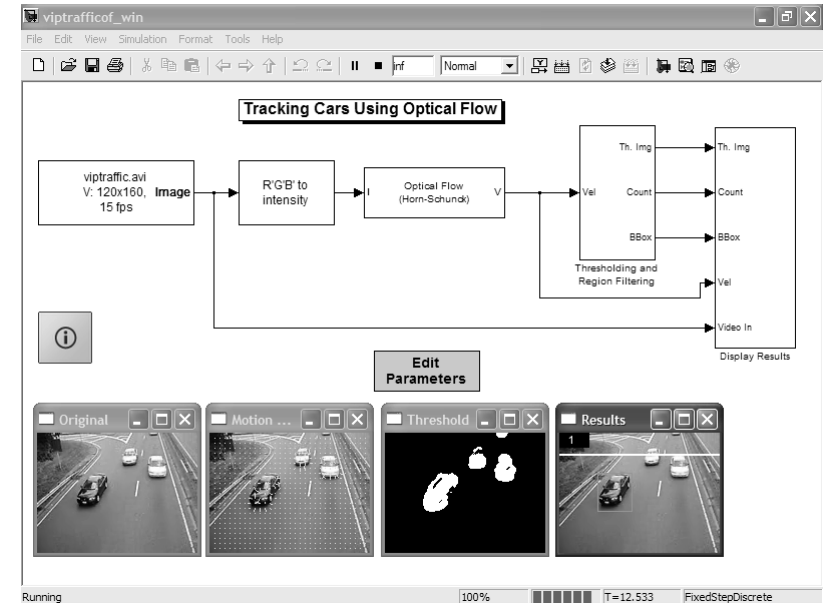 viptrafficof_win
File Edit View Simulation Format Tools Help
inf Normal
Tracking Cars Using Optical Flow
viptraffic.avi
V: 120x160, Image
15 fps
R'G'B' to
intensity
I Optical Flow V
(Horn-Schunck)
Vel Th. Img
Count
BBox
Thresholding and
Region Filtering
Th. Img
Count
BBox
Vel
Video In
Display Results
Edit
Parameters
Original
Motion ...
Threshold
Results
1
Running 100% T=12.533 FixedStepDiscrete